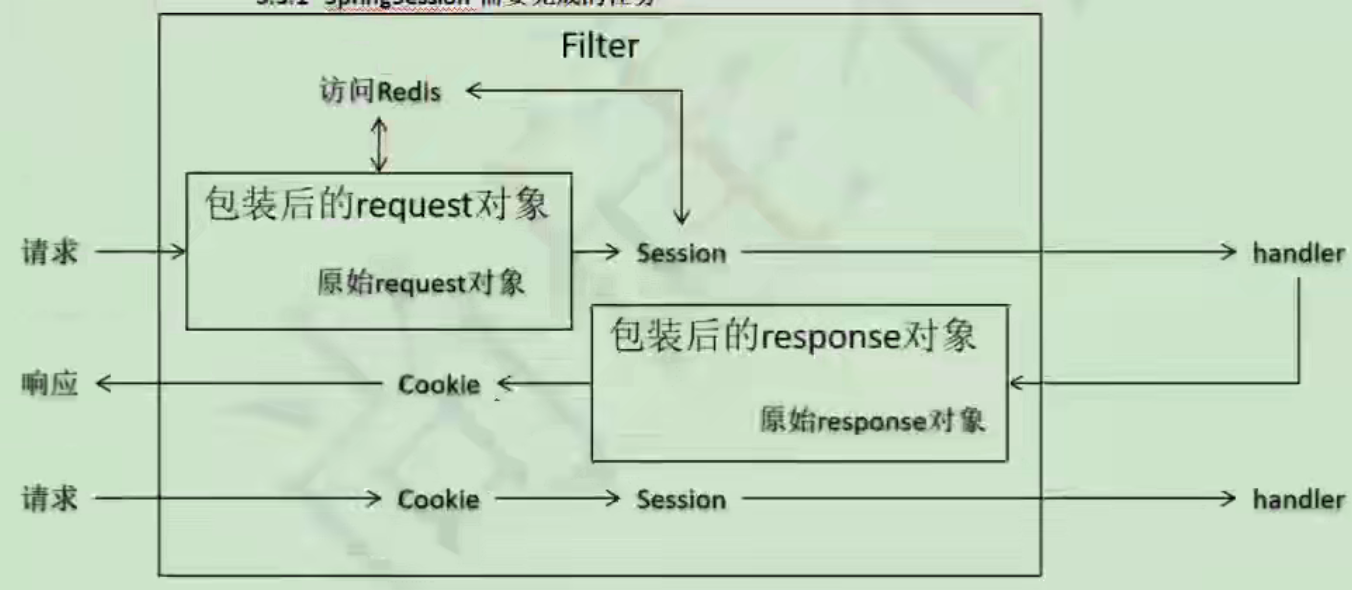 SpringSession
Filter
访问Redis
包装后的request对象
请求
Session
handler
原始request对象
包装后的response对象
响应
Cookie
原始response对象
请求
Cookie
Session
handler